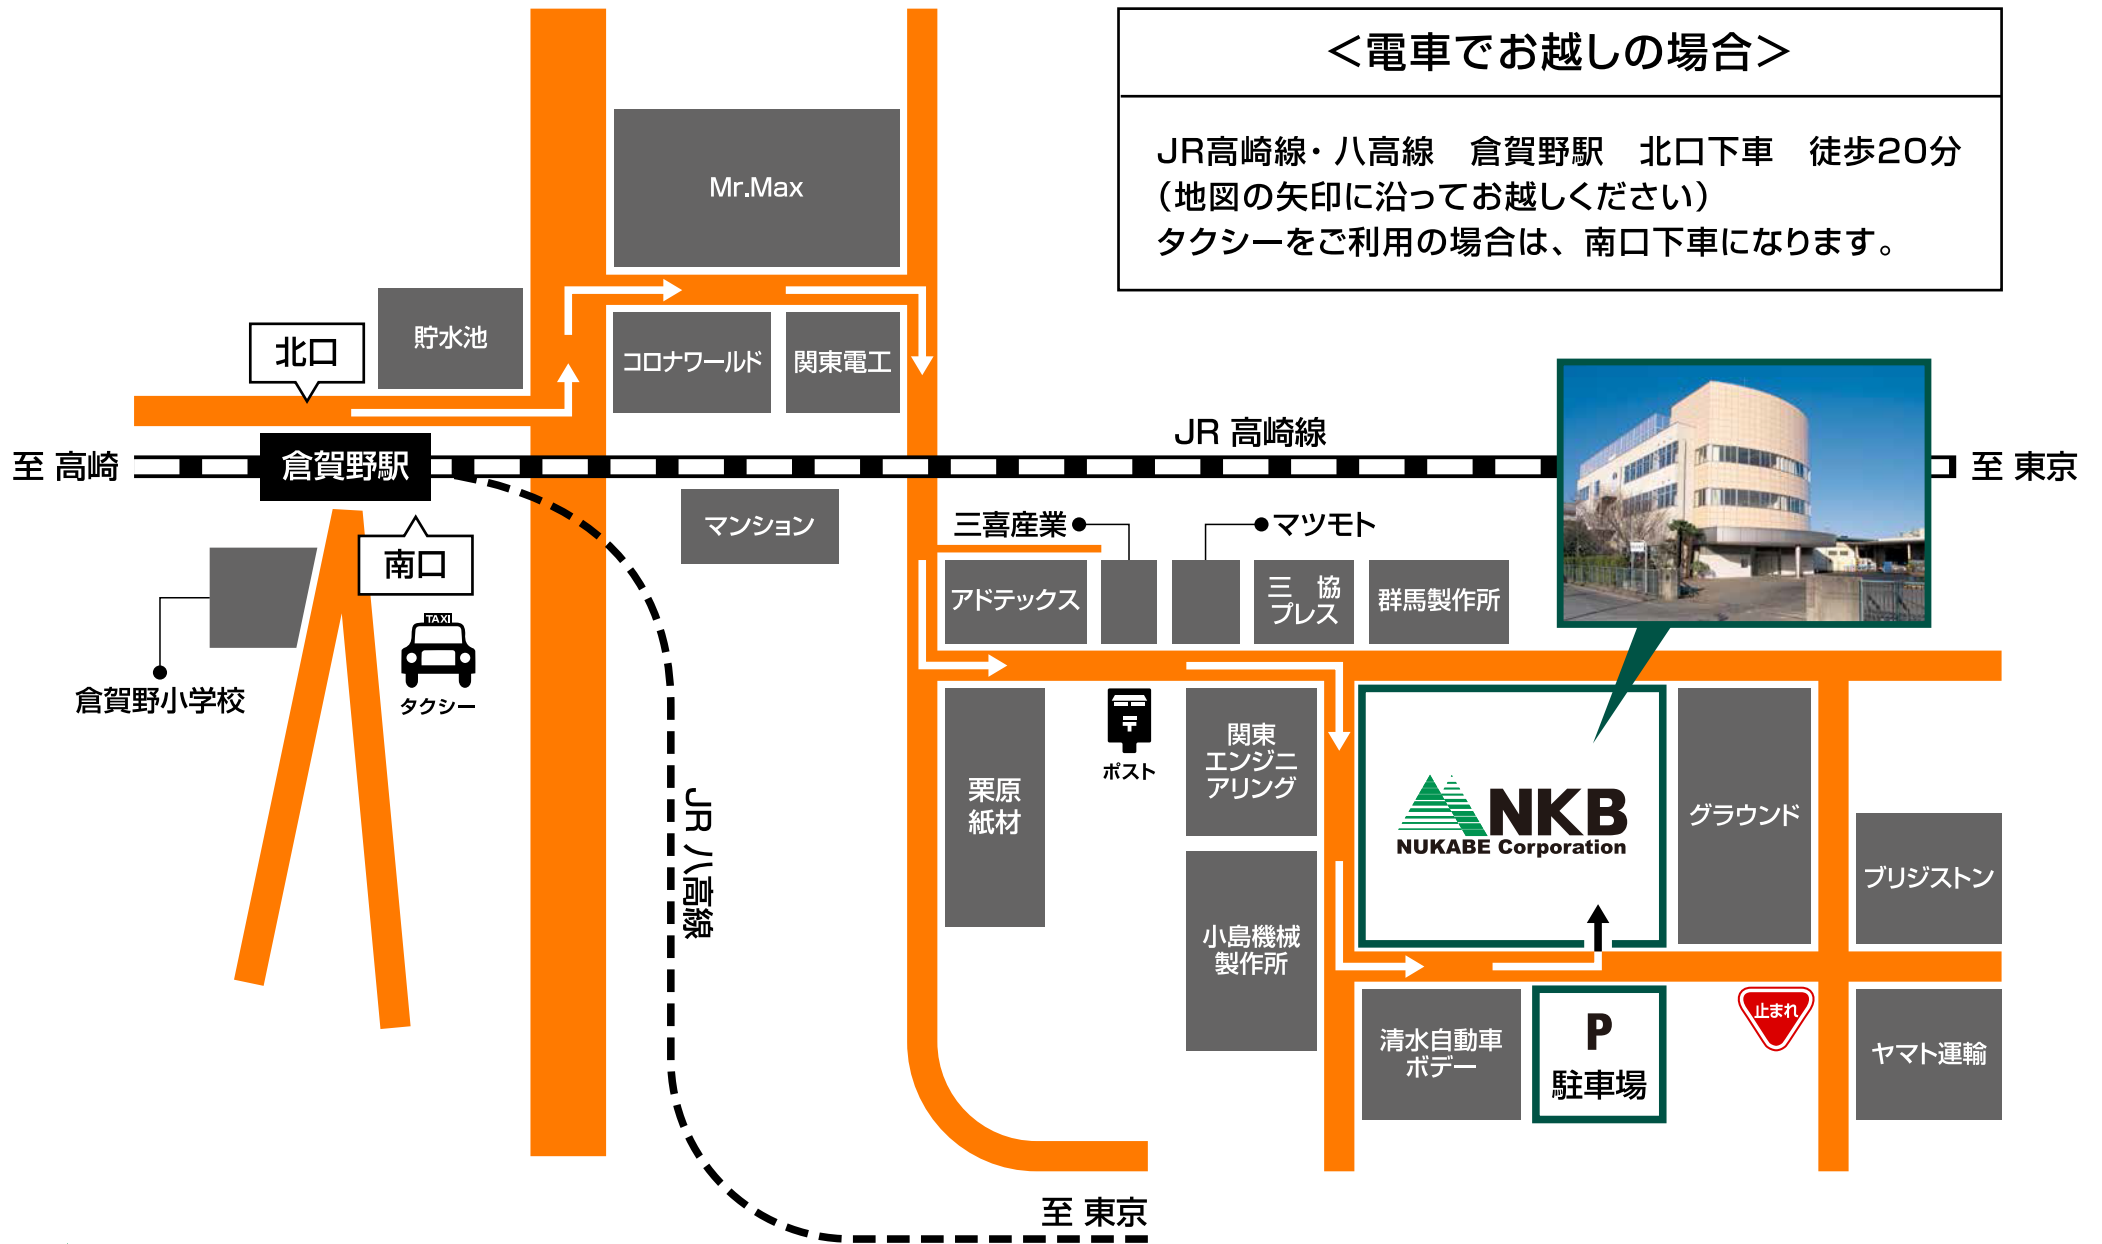 ＜電車でお越しの場合＞
JR高崎線・八高線　倉賀野駅　北口下車　徒歩20分
（地図の矢印に沿ってお越しください）
タクシーをご利用の場合は、南口下車になります。
Mr.Max
貯水池
北口
コロナワールド
関東電工
JR 高崎線
至 高崎
倉賀野駅
至 東京
マンション
三喜産業
マツモト
南口
アドテックス
三　協
プレス
群馬製作所
TAXI
タクシー
倉賀野小学校
関東
エンジニ
アリング
ポスト
栗原
紙材
JR 八高線
NKB
NUKABE Corporation
グラウンド
ブリジストン
小島機械
製作所
止まれ
P
駐車場
清水自動車
ボデー
ヤマト運輸
至 東京